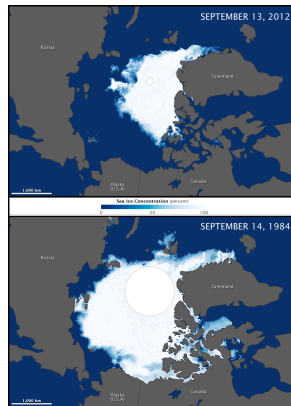 SEPTEMBER 13, 2012
Russia
Greenland
Alaska
(U.S.A.)
Canada
1,000 km
Sea Ice Concentration (percent)
0 50 100
SEPTEMBER 14, 1984
Russia
Greenland
Alaska
(U.S.A)
Canada
1,000 km